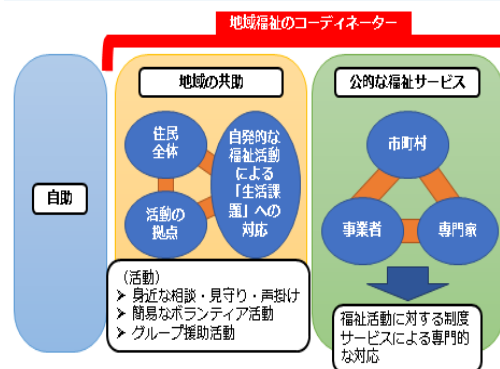 地域福祉のコーディネーター
自助
地域の共助
住民
全体
活動の
拠点
自発的な
福祉活動
による
「生活課
題」への
対応
（活動）
➢ 身近な相談・見守り・声掛け
➢ 簡易なボランティア活動
➢ グループ援助活動
公的な福祉サービス
市町村
事業者
専門家
福祉活動に対する制度
サービスによる専門的
な対応